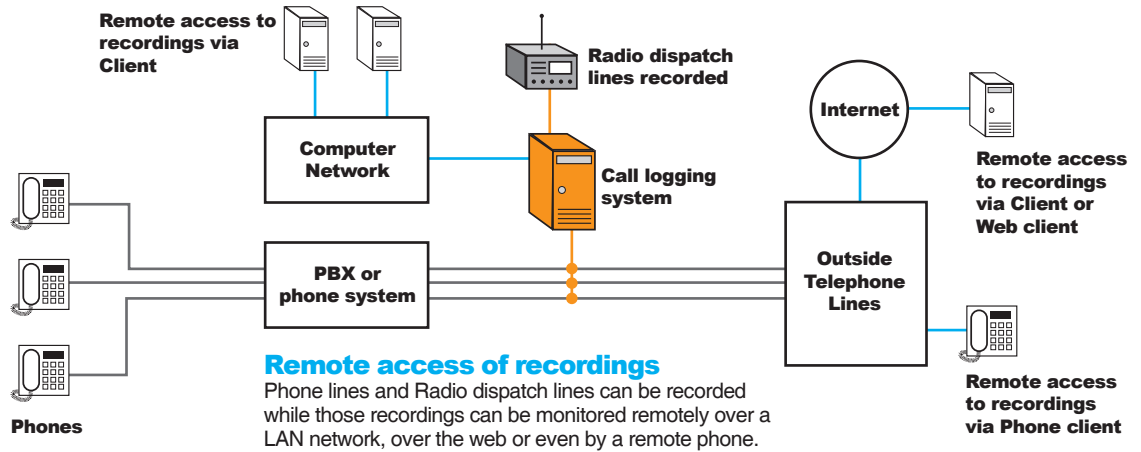 Remote access to
recordings via
Client
Radio dispatch
lines recorded
Internet
Computer
Network
Call logging
system
Remote access
to recordings
via Client or
Web client
PBX or
phone system
Outside
Telephone
Lines
Remote access of recordings
Phone lines and Radio dispatch lines can be recorded
while those recordings can be monitored remotely over a
LAN network, over the web or even by a remote phone.
Phones
Remote access
to recordings
via Phone client